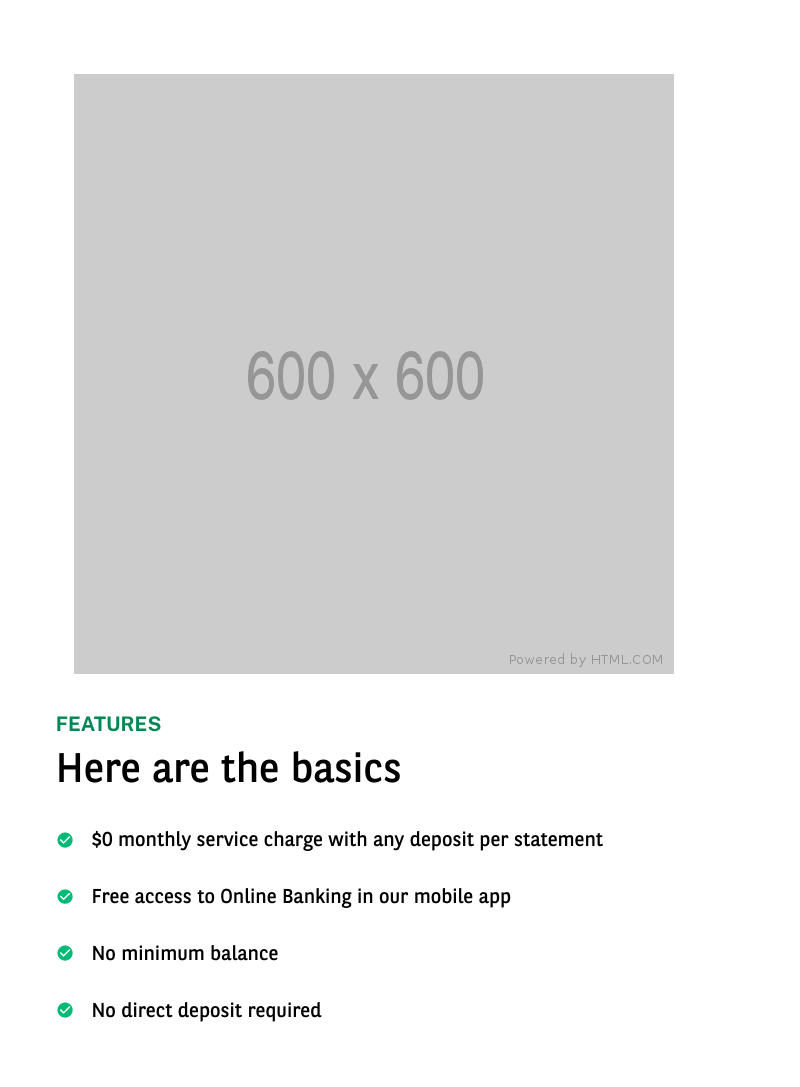 600 x 600
Powered by HTML.COM
FEATURES
Here are the basics
$0 monthly service charge with any deposit per statement
Free access to Online Banking in our mobile app
No minimum balance
No direct deposit required